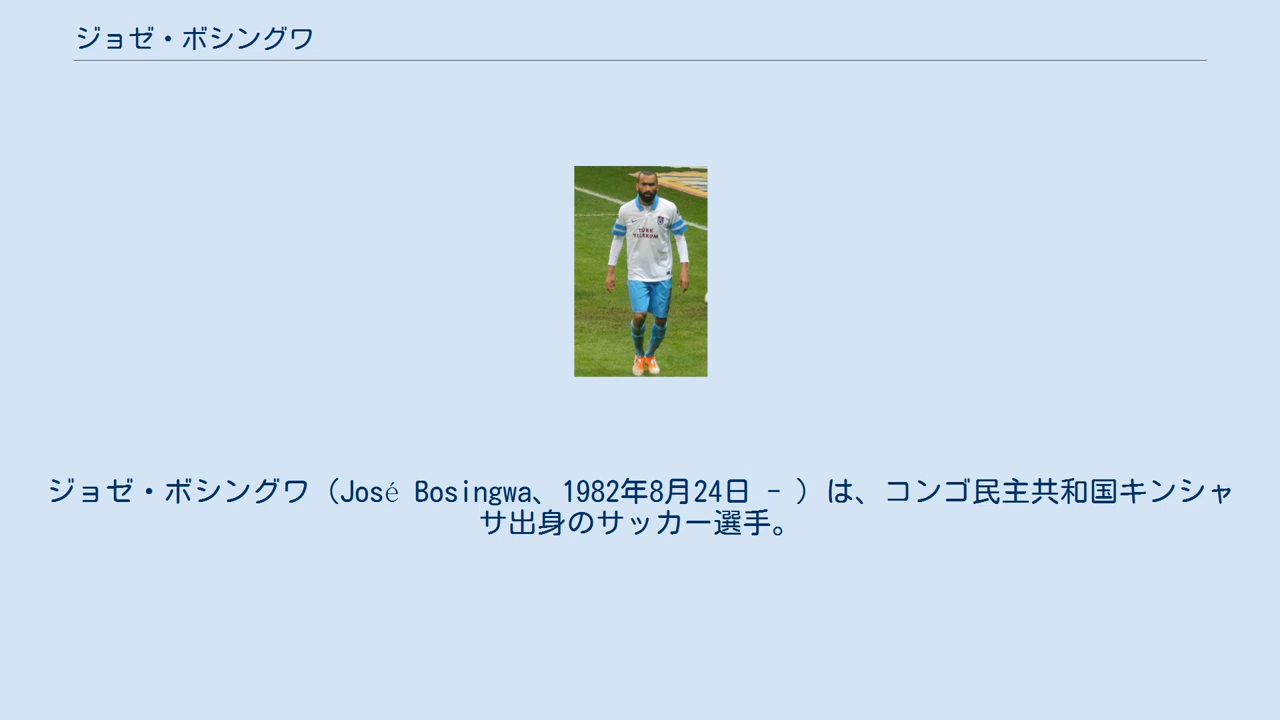 ジョゼ・ボシングワ
TÜRK
TELEKOM
ジョゼ・ボシングワ（José Bosingwa、1982年8月24日 - ）は、コンゴ民主共和国キンシャ
サ出身のサッカー選手。